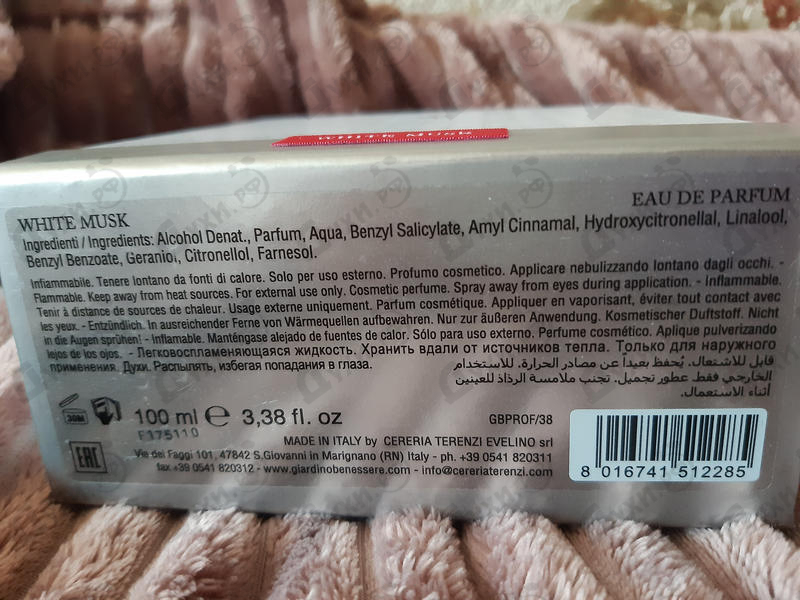 WHITE MUSK
WHITE MUSK
EAU DE PARFUM
Ingredienti / Ingredients: Alcohol Denat., Parfum, Aqua, Benzyl Salicylate, Amyl Cinnamal, Hydroxycitronellal, Linalool,
Benzyl Benzoate, Geraniol, Citronellol, Farnesol.
Infiammabile. Tenere lontano da fonti di calore. Solo per uso esterno. Profumo cosmetico. Applicare nebulizzando lontano dagli occhi. -
Flammable. Keep away from heat sources. For external use only. Cosmetic perfume. Spray away from eyes during application. - Inflammable.
Tenir à distance de sources de chaleur. Usage externe uniquement. Parfum cosmétique. Appliquer en vaporisant, éviter tout contact avec
les yeux. - Entzündlich. In ausreichender Ferne von Wärmequellen aufbewahren. Nur zur äußeren Anwendung. Kosmetischer Duftstoff. Nicht
in die Augen sprühen! - Inflamable. Manténgase alejado de fuentes de calor. Sólo para uso externo. Perfume cosmético. Aplique pulverizando
lejos de los ojos. - Легковоспламеняющаяся жидкость. Хранить вдали от источников тепла. Только для наружного
применения. Духи. Распылять, избегая попадания в глаза.
قابل للاشتعال. يُحفظ بعيداً عن مصادر الحرارة. للاستخدام
الخارجي فقط. عطور تجميل. تجنب ملامسة الرذاذ للعينين
أثناء الاستعمال.
30M
100 ml ℮ 3,38 fl. oz
GBPROF/38
F175110
MADE IN ITALY by CERERIA TERENZI EVELINO srl
Via dei Faggi 101, 47842 S.Giovanni in Marignano (RN) Italy - ph. +39 0541 820311
fax +39 0541 820312 - www.giardinobenessere.com - info@cereriaterenzi.com
EAC
8 016741 512285